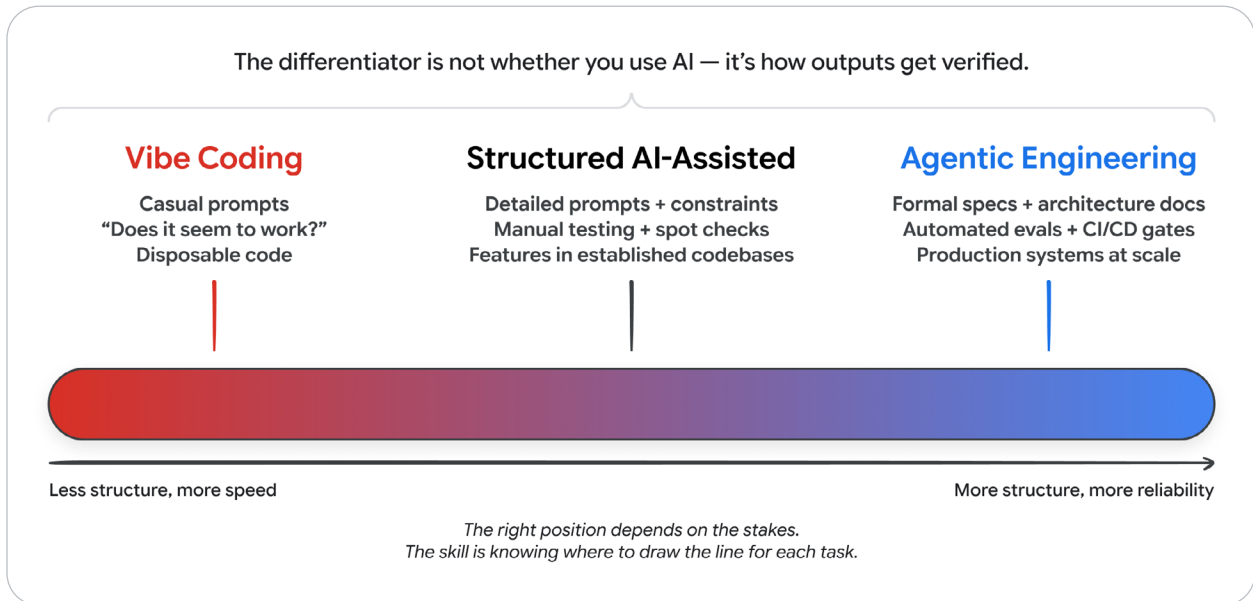 The differentiator is not whether you use AI — it’s how outputs get verified.
Vibe Coding
Casual prompts
“Does it seem to work?”
Disposable code
Structured AI-Assisted
Detailed prompts + constraints
Manual testing + spot checks
Features in established codebases
Agentic Engineering
Formal specs + architecture docs
Automated evals + CI/CD gates
Production systems at scale
Less structure, more speed
More structure, more reliability
The right position depends on the stakes.
The skill is knowing where to draw the line for each task.